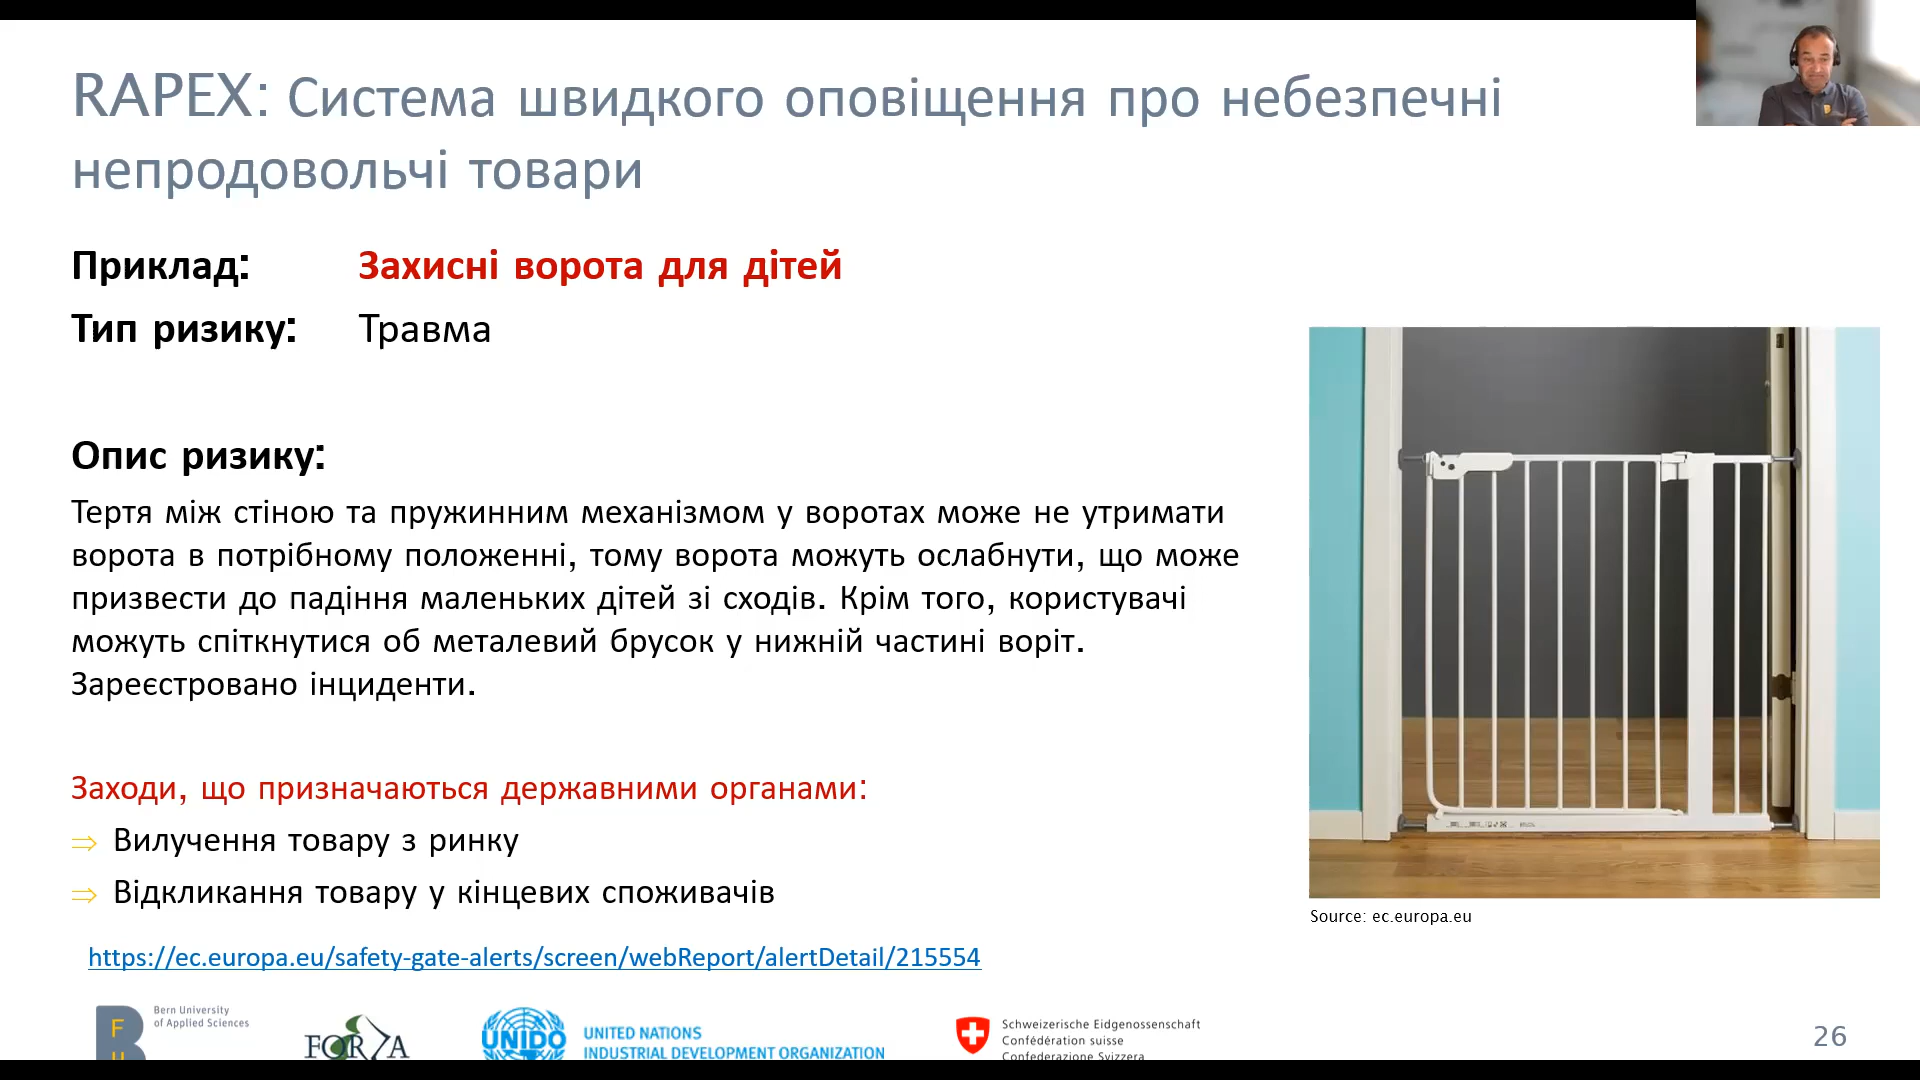 RAPEX: Система швидкого оповіщення про небезпечні
непродовольчі товари
Приклад: Захисні ворота для дітей
Тип ризику: Травма
Опис ризику:
Тертя між стіною та пружинним механізмом у воротах може не утримати
ворота в потрібному положенні, тому ворота можуть ослабнути, що може
призвести до падіння маленьких дітей зі сходів. Крім того, користувачі
можуть спіткнутися об металевий брусок у нижній частині воріт.
Зареєстровано інциденти.
Заходи, що призначаються державними органами:
⇒ Вилучення товару з ринку
⇒ Відкликання товару у кінцевих споживачів
https://ec.europa.eu/safety-gate-alerts/screen/webReport/alertDetail/215554
Source: ec.europa.eu
Bern University
of Applied Sciences
FORZA
UNIDO
UNITED NATIONS
INDUSTRIAL DEVELOPMENT ORGANIZATION
Schweizerische Eidgenossenschaft
Confédération suisse
Confederazione Svizzera
26